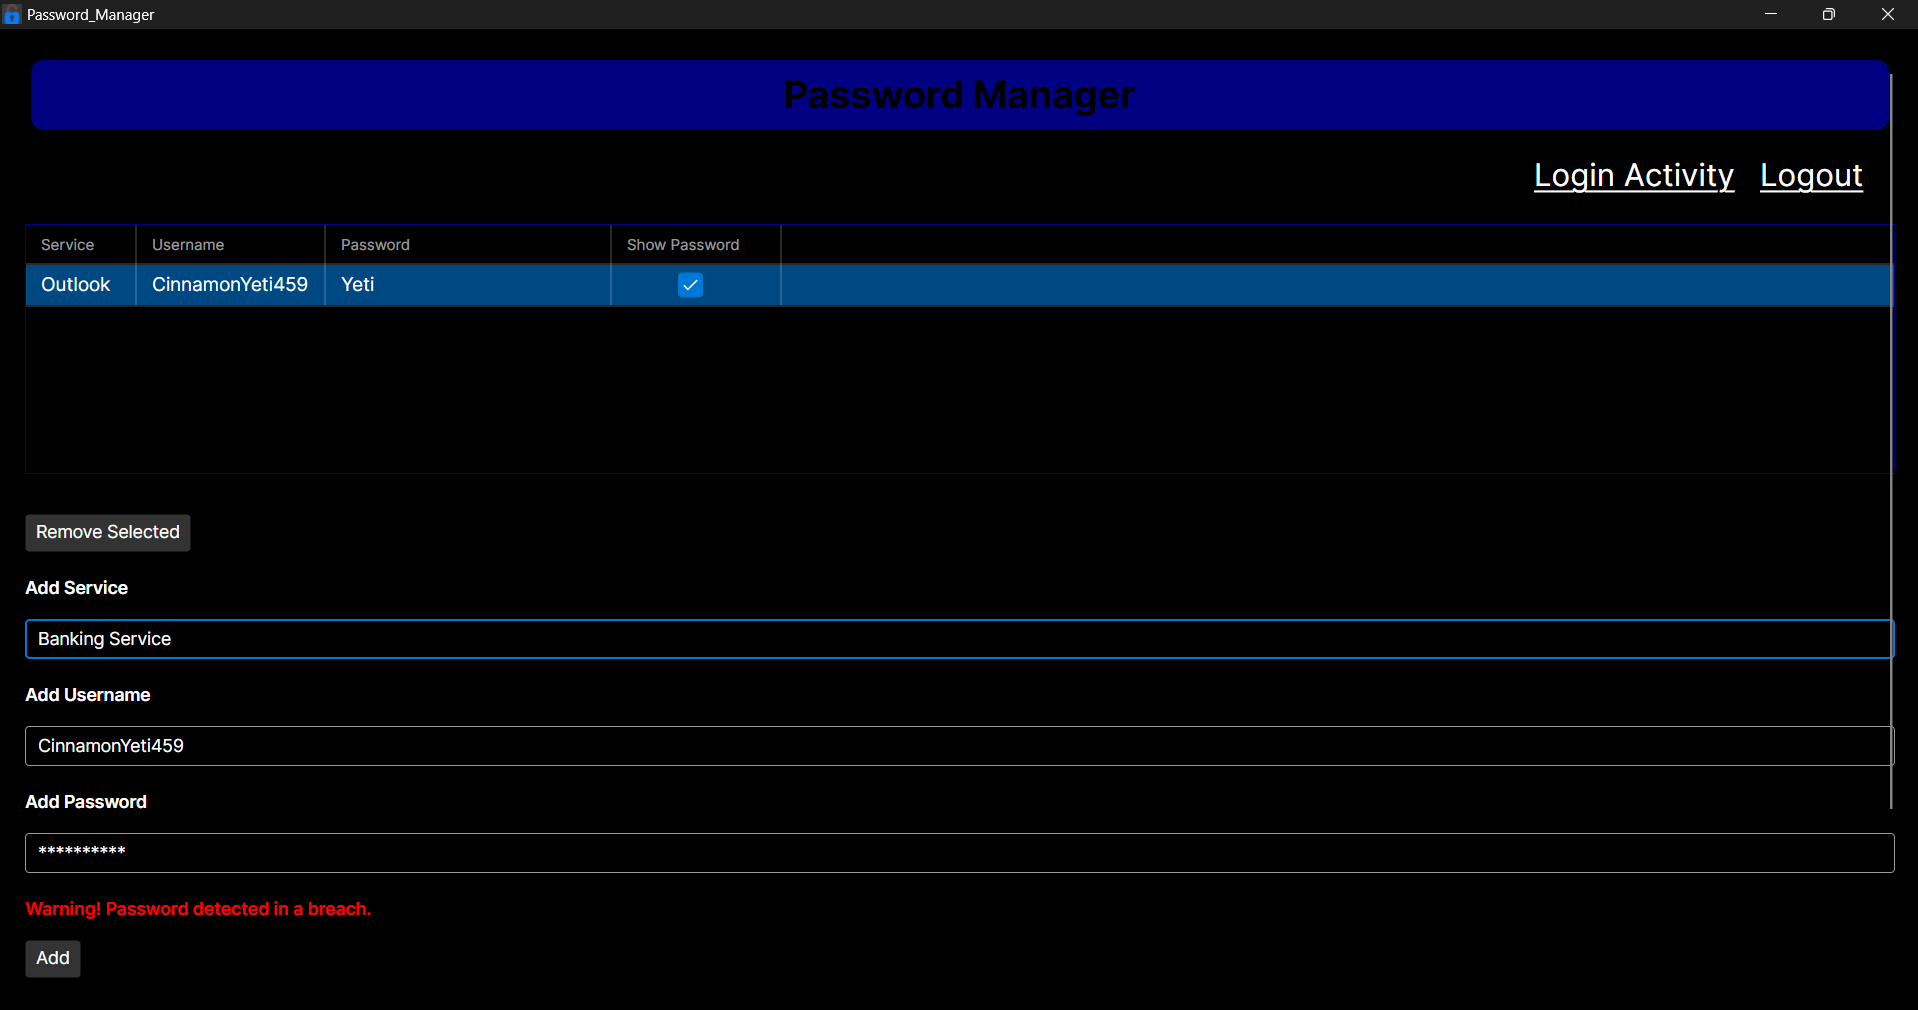 Password_Manager
Password Manager
Login Activity Logout
Service Username Password Show Password
Outlook CinnamonYeti459 Yeti
Remove Selected
Add Service
Banking Service
Add Username
CinnamonYeti459
Add Password
**********
Warning! Password detected in a breach.
Add